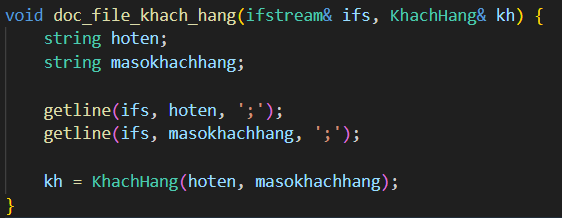 void doc_file_khach_hang(ifstream& ifs, KhachHang& kh) {
    string hoten;
    string masokhachhang;

    getline(ifs, hoten, ';');
    getline(ifs, masokhachhang, ';');

    kh = KhachHang(hoten, masokhachhang);
}